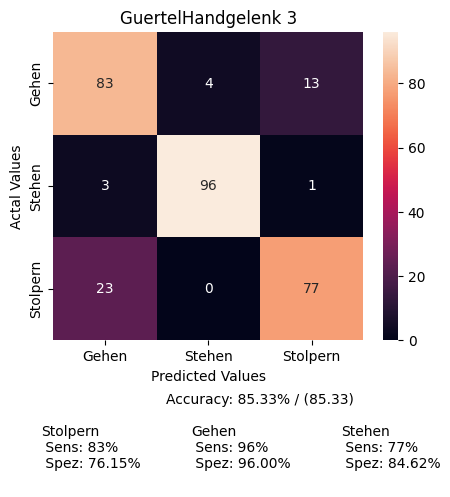 GuertelHandgelenk 3
Gehen 83 4 13
Stehen 3 96 1
Stolpern 23 0 77
80
60
40
20
0
Actal Values
Gehen Stehen Stolpern
Predicted Values
Accuracy: 85.33% / (85.33)
Stolpern Gehen Stehen
Sens: 83% Sens: 96% Sens: 77%
Spez: 76.15% Spez: 96.00% Spez: 84.62%